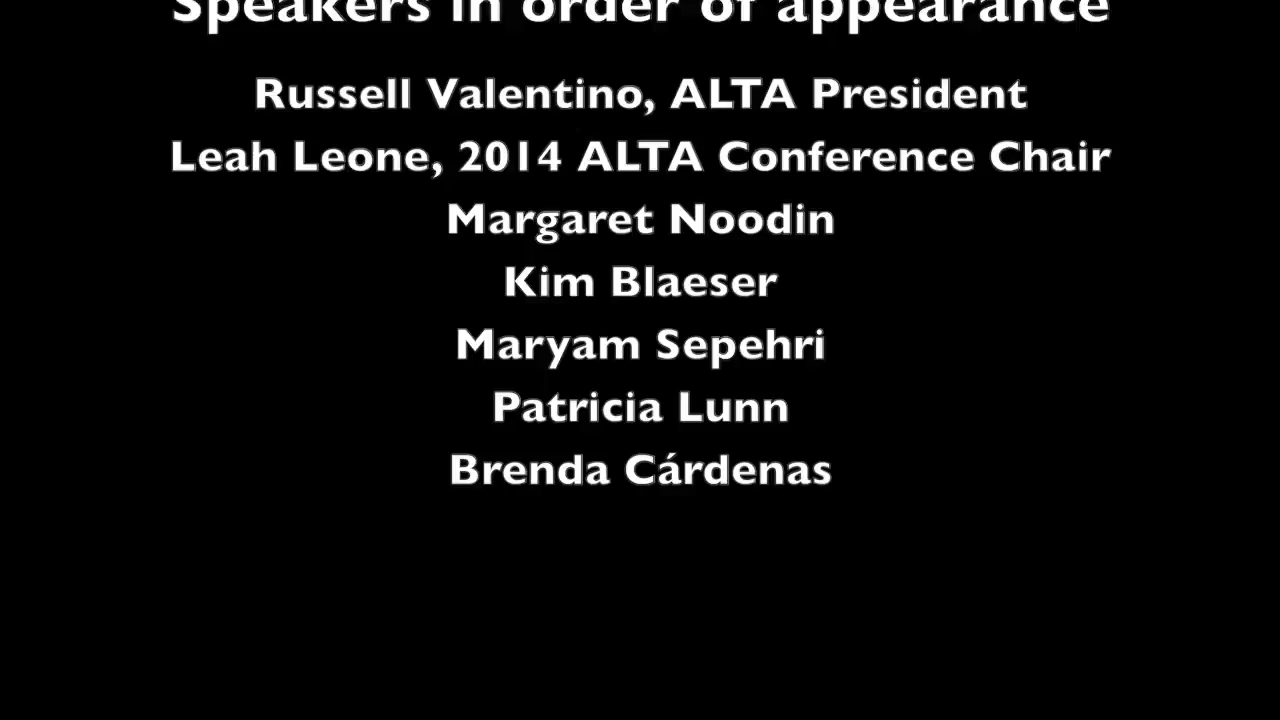 Speakers in order of appearance
Russell Valentino, ALTA President
Leah Leone, 2014 ALTA Conference Chair
Margaret Noodin
Kim Blaeser
Maryam Sepehri
Patricia Lunn
Brenda Cárdenas